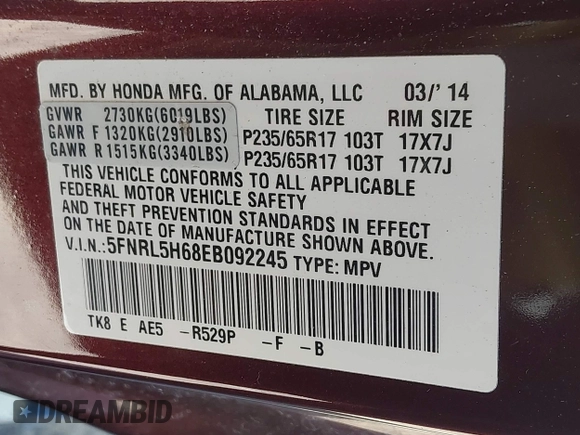 MFD. BY HONDA MFG. OF ALABAMA, LLC 03/' 14
GVWR 2730KG(6019LBS) TIRE SIZE RIM SIZE
GAWR F 1320KG(2910LBS) P235/65R17 103T 17X7J
GAWR R 1515KG(3340LBS) P235/65R17 103T 17X7J
THIS VEHICLE CONFORMS TO ALL APPLICABLE
FEDERAL MOTOR VEHICLE SAFETY
AND THEFT PREVENTION STANDARDS IN EFFECT
ON THE DATE OF MANUFACTURE SHOWN ABOVE.
V.I.N.:5FNRL5H68EB092245 TYPE: MPV
TK8 E AE5 -R529P -F -B
DREAMBID